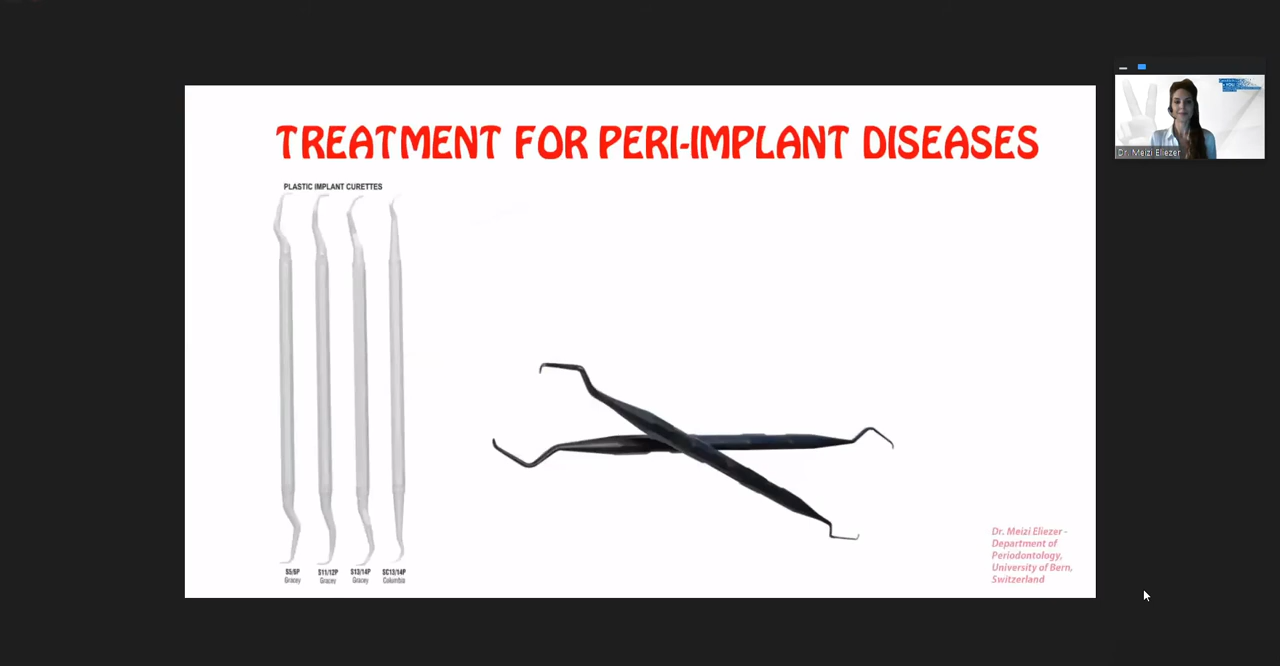 TREATMENT FOR PERI-IMPLANT DISEASES
PLASTIC IMPLANT CURETTES
S5/6P S11/12P S13/14P SC13/14P
Gracey Gracey Gracey Columbia
Dr. Meizi Eliezer -
Department of
Periodontology,
University of Bern,
Switzerland
Dr. Meizi Eliezer